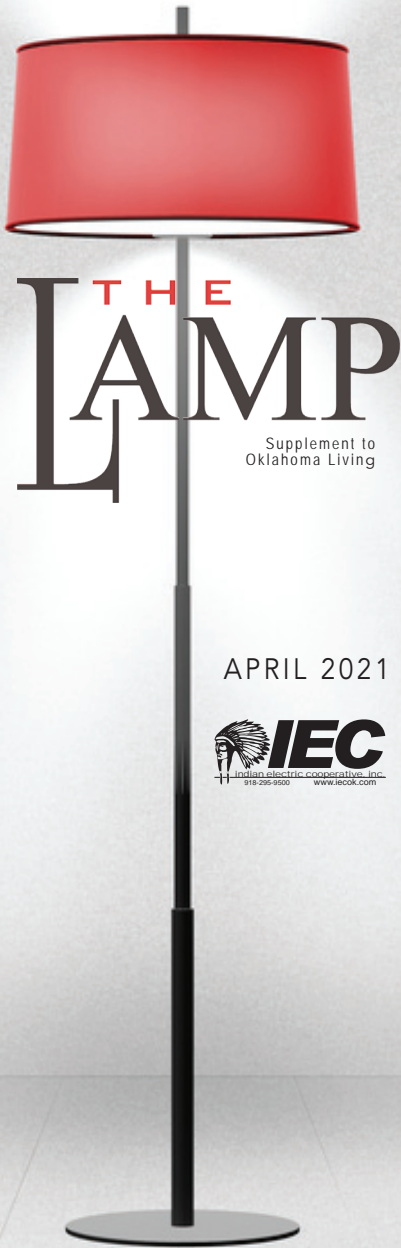 THE
LAMP
Supplement to
Oklahoma Living
APRIL 2021
IEC
indian electric cooperative, inc.
918-295-9500 www.iecok.com